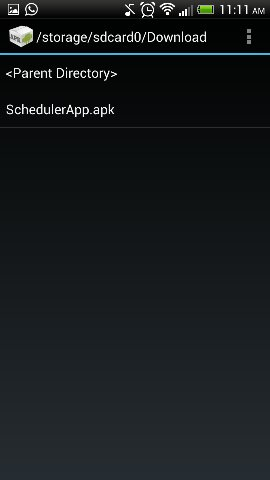 11:11 AM
/storage/sdcard0/Download
<Parent Directory>
SchedulerApp.apk